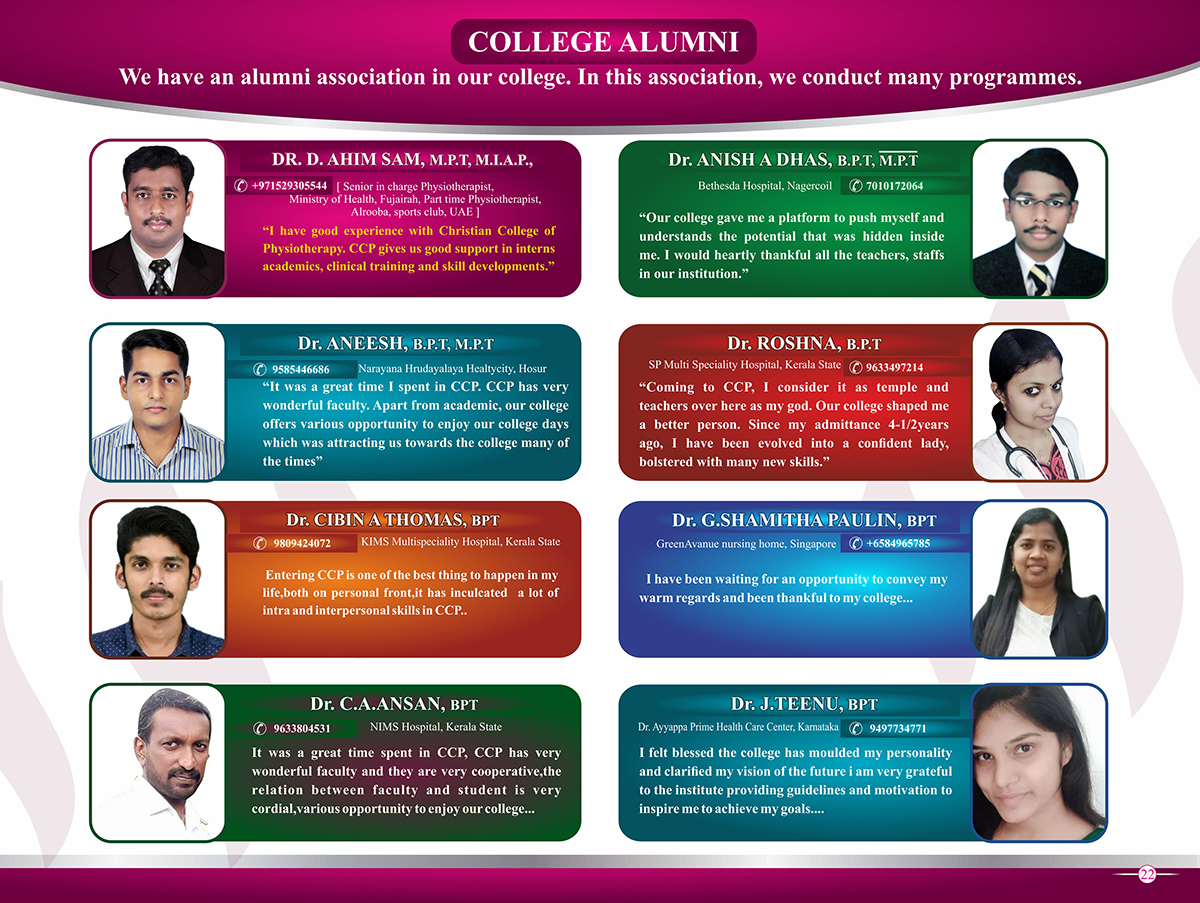 COLLEGE ALUMNI
We have an alumni association in our college. In this association, we conduct many programmes.
DR. D. AHIM SAM, M.P.T, M.I.A.P.,
+971529305544 [ Senior in charge Physiotherapist,
Ministry of Health, Fujairah, Part time Physiotherapist,
Alrooba, sports club, UAE ]
“I have good experience with Christian College of
Physiotherapy. CCP gives us good support in interns
academics, clinical training and skill developments.”
Dr. ANISH A DHAS, B.P.T, M.P.T
Bethesda Hospital, Nagercoil 7010172064
“Our college gave me a platform to push myself and
understands the potential that was hidden inside
me. I would heartly thankful all the teachers, staffs
in our institution.”
Dr. ANEESH, B.P.T, M.P.T
9585446686 Narayana Hrudayalaya Healtycity, Hosur
“It was a great time I spent in CCP. CCP has very
wonderful faculty. Apart from academic, our college
offers various opportunity to enjoy our college days
which was attracting us towards the college many of
the times”
Dr. ROSHNA, B.P.T
SP Multi Speciality Hospital, Kerala State 9633497214
“Coming to CCP, I consider it as temple and
teachers over here as my god. Our college shaped me
a better person. Since my admittance 4-1/2years
ago, I have been evolved into a confident lady,
bolstered with many new skills.”
Dr. CIBIN A THOMAS, BPT
9809424072 KIMS Multispeciality Hospital, Kerala State
Entering CCP is one of the best thing to happen in my
life,both on personal front,it has inculcated a lot of
intra and interpersonal skills in CCP..
Dr. G.SHAMITHA PAULIN, BPT
GreenAvanue nursing home, Singapore +6584965785
I have been waiting for an opportunity to convey my
warm regards and been thankful to my college...
Dr. C.A.ANSAN, BPT
9633804531 NIMS Hospital, Kerala State
It was a great time spent in CCP, CCP has very
wonderful faculty and they are very cooperative,the
relation between faculty and student is very
cordial,various opportunity to enjoy our college...
Dr. J.TEENU, BPT
Dr. Ayyappa Prime Health Care Center, Karnataka 9497734771
I felt blessed the college has moulded my personality
and clarified my vision of the future i am very grateful
to the institute providing guidelines and motivation to
inspire me to achieve my goals....
22